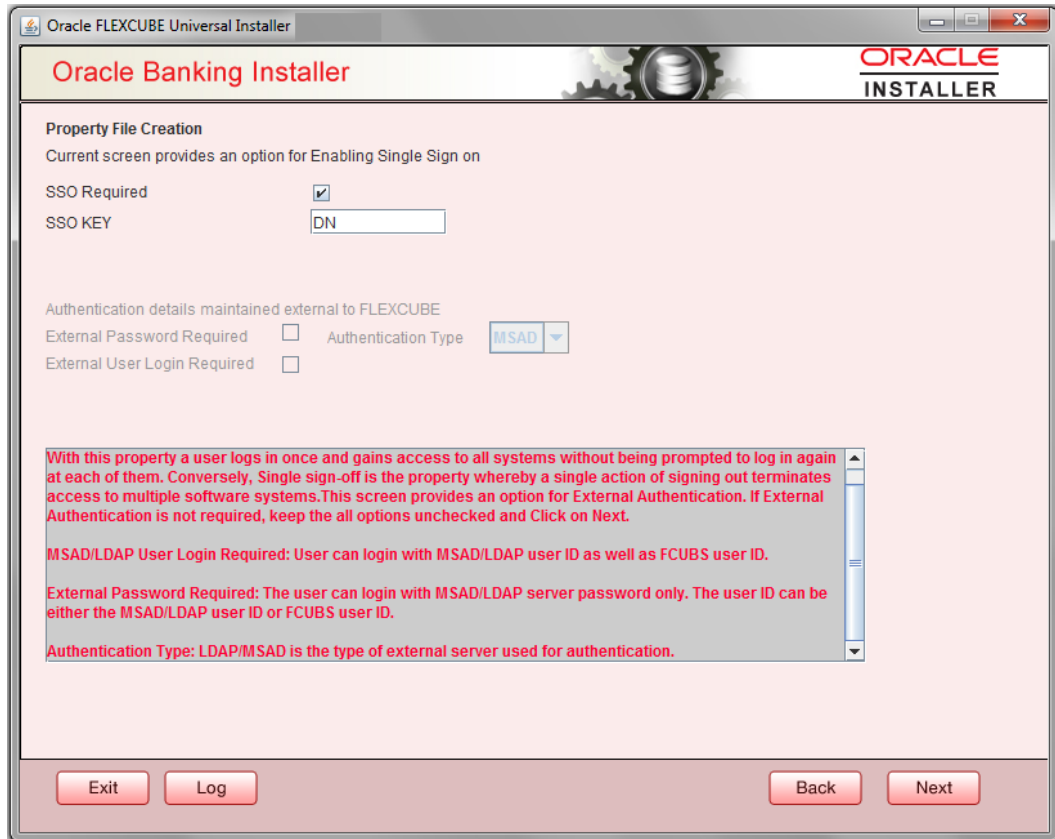 Oracle FLEXCUBE Universal Installer
Oracle Banking Installer
ORACLE
INSTALLER
Property File Creation
Current screen provides an option for Enabling Single Sign on
SSO Required
SSO KEY DN
Authentication details maintained external to FLEXCUBE
External Password Required Authentication Type MSAD
External User Login Required
With this property a user logs in once and gains access to all systems without being prompted to log in again
at each of them. Conversely, Single sign-off is the property whereby a single action of signing out terminates
access to multiple software systems.This screen provides an option for External Authentication. If External
Authentication is not required, keep the all options unchecked and Click on Next.
MSAD/LDAP User Login Required: User can login with MSAD/LDAP user ID as well as FCUBS user ID.
External Password Required: The user can login with MSAD/LDAP server password only. The user ID can be
either the MSAD/LDAP user ID or FCUBS user ID.
Authentication Type: LDAP/MSAD is the type of external server used for authentication.
Exit Log Back Next